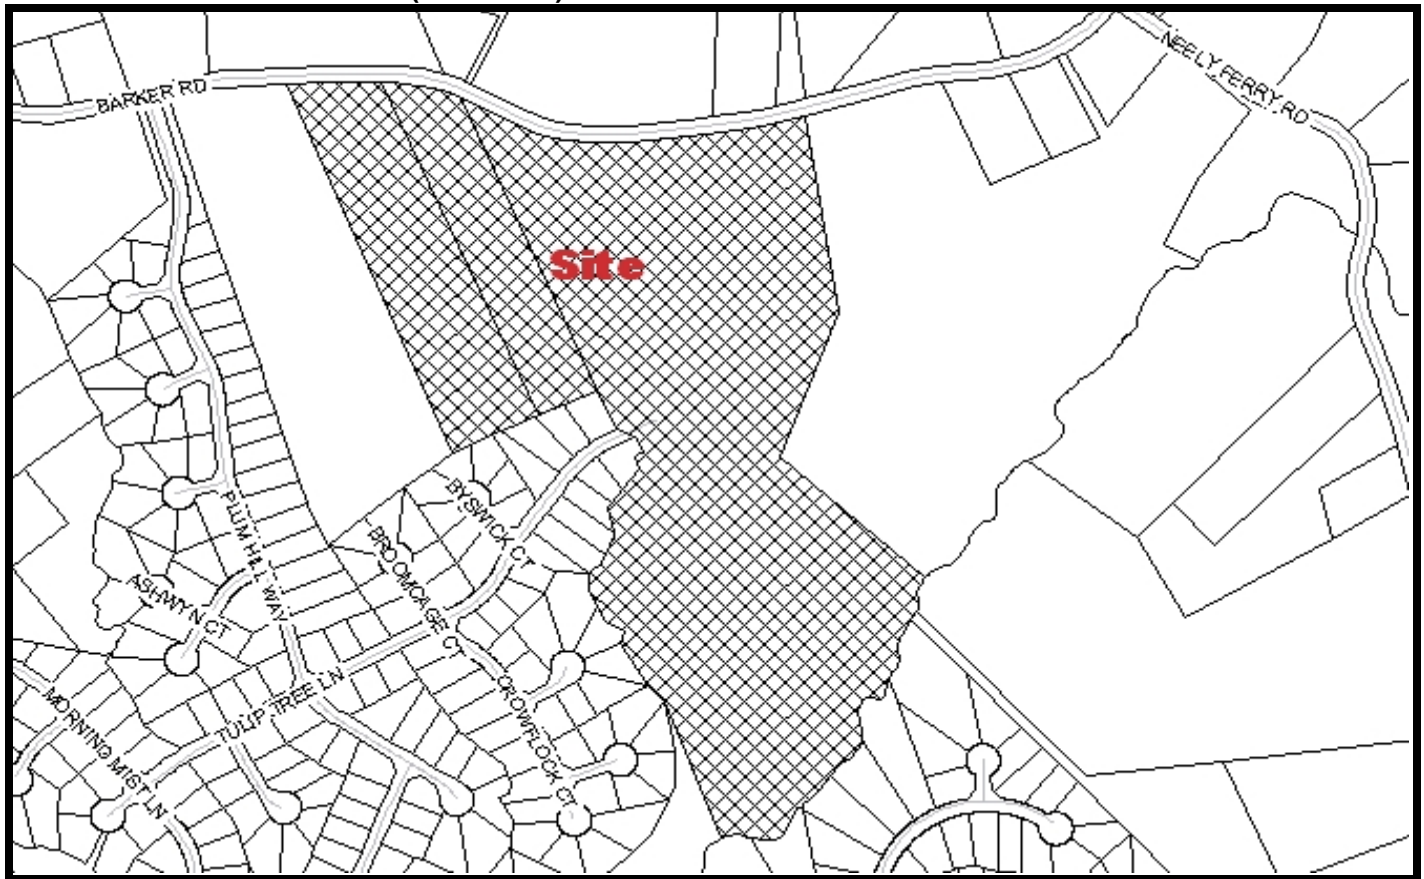 NEELY FERRY RD
BARKER RD
Site
BYSWICK CT
PLUM HILL WAY
BROOMCAGE CT
ASHWYN CT
CROWFLOCK CT
TULIP TREE LN
MORNING MIST LN